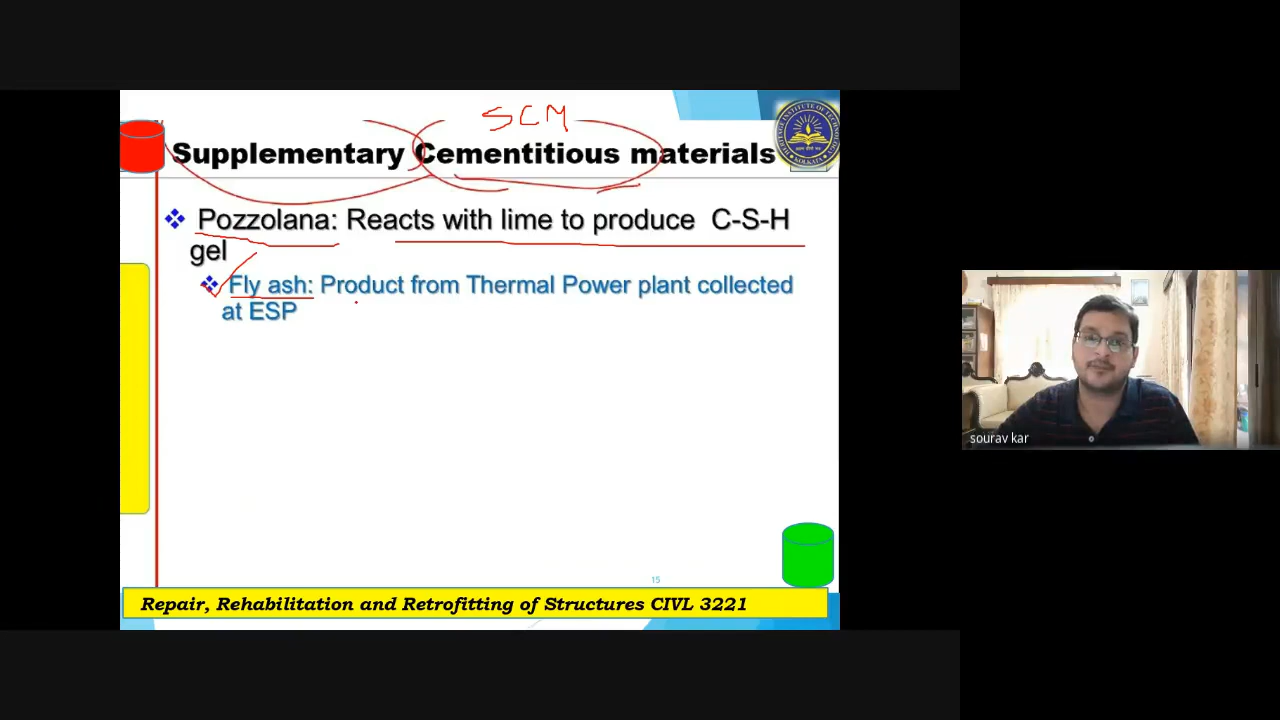 SCM
Supplementary Cementitious materials
Pozzolana: Reacts with lime to produce C-S-H
gel
Fly ash: Product from Thermal Power plant collected
at ESP
15
Repair, Rehabilitation and Retrofitting of Structures CIVL 3221
sourav kar